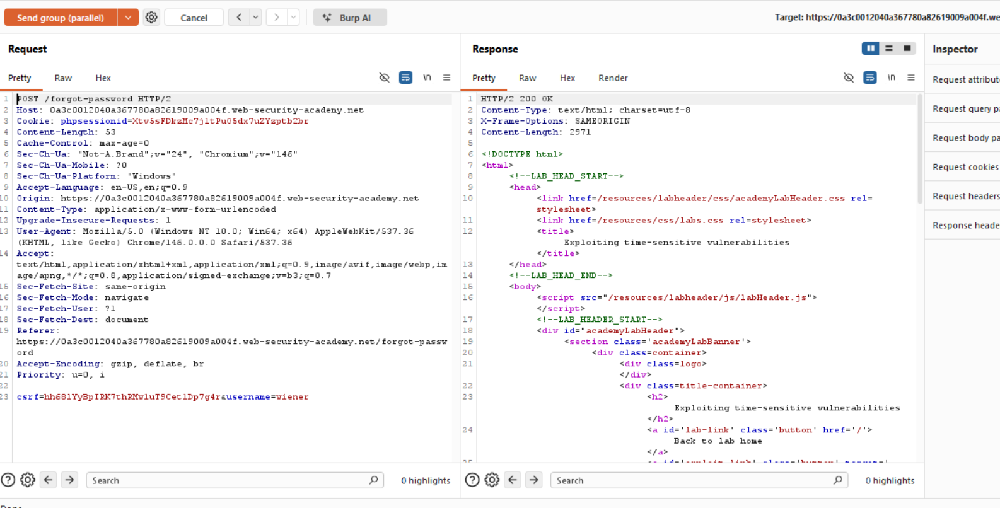 Send group (parallel)
Cancel
Burp AI
Target: https://0a3c0012040a367780a82619009a004f.we
Request
Pretty
Raw
Hex
\n
1 POST /forgot-password HTTP/2
2 Host: 0a3c0012040a367780a82619009a004f.web-security-academy.net
3 Cookie: phpsessionid=Xtv5sFDkzMc7jltPu05dx7uZYzptb2br
4 Content-Length: 53
5 Cache-Control: max-age=0
6 Sec-Ch-Ua: "Not-A.Brand";v="24", "Chromium";v="146"
7 Sec-Ch-Ua-Mobile: ?0
8 Sec-Ch-Ua-Platform: "Windows"
9 Accept-Language: en-US,en;q=0.9
10 Origin: https://0a3c0012040a367780a82619009a004f.web-security-academy.net
11 Content-Type: application/x-www-form-urlencoded
12 Upgrade-Insecure-Requests: 1
13 User-Agent: Mozilla/5.0 (Windows NT 10.0; Win64; x64) AppleWebKit/537.36
(KHTML, like Gecko) Chrome/146.0.0.0 Safari/537.36
14 Accept:
text/html,application/xhtml+xml,application/xml;q=0.9,image/avif,image/webp,im
age/apng,*/*;q=0.8,application/signed-exchange;v=b3;q=0.7
15 Sec-Fetch-Site: same-origin
16 Sec-Fetch-Mode: navigate
17 Sec-Fetch-User: ?1
18 Sec-Fetch-Dest: document
19 Referer:
https://0a3c0012040a367780a82619009a004f.web-security-academy.net/forgot-passw
ord
20 Accept-Encoding: gzip, deflate, br
21 Priority: u=0, i
22
23 csrf=hh681YyBpIRK7thRMw1uT9Cet1Dp7g4r&username=wiener
Search
0 highlights
Response
Pretty
Raw
Hex
Render
\n
1 HTTP/2 200 OK
2 Content-Type: text/html; charset=utf-8
3 X-Frame-Options: SAMEORIGIN
4 Content-Length: 2971
5
6 <!DOCTYPE html>
7 <html>
8 <!--LAB_HEAD_START-->
9 <head>
10 <link href=/resources/labheader/css/academyLabHeader.css rel=
stylesheet>
11 <link href=/resources/css/labs.css rel=stylesheet>
12 <title>
Exploiting time-sensitive vulnerabilities
</title>
13 </head>
14 <!--LAB_HEAD_END-->
15 <body>
16 <script src="/resources/labheader/js/labHeader.js">
</script>
17 <!--LAB_HEADER_START-->
18 <div id="academyLabHeader">
19 <section class='academyLabBanner'>
20 <div class=container>
21 <div class=logo>
</div>
22 <div class=title-container>
23 <h2>
Exploiting time-sensitive vulnerabilities
</h2>
24 <a id='lab-link' class='button' href='/'>
Back to lab home
</a>
Search
0 highlights
Inspector
Request attribut
Request query pa
Request body pa
Request cookies
Request headers
Response heade